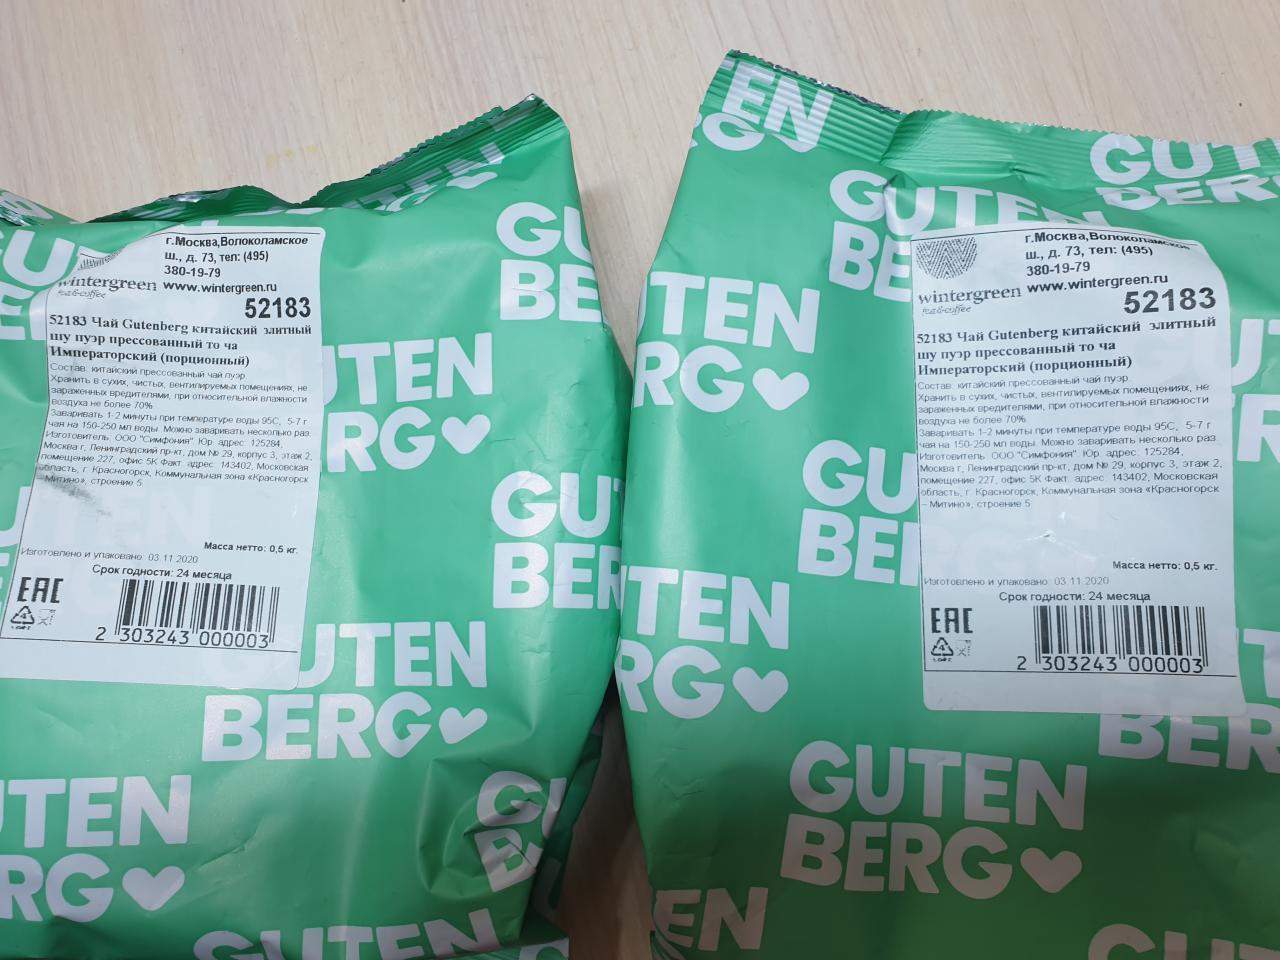 GUTEN
BERG
г.Москва,Волоколамское
ш., д. 73, тел: (495)
380-19-79
wintergreen www.wintergreen.ru
tea&coffee
52183
52183 Чай Gutenberg китайский элитный
шу пуэр прессованный то ча
Императорский (порционный)
Состав: китайский прессованный чай пуэр
Хранить в сухих, чистых, вентилируемых помещениях, не
зараженных вредителями, при относительной влажности
воздуха не более 70%
Заваривать 1-2 минуты при температуре воды 95С, 5-7 г
чая на 150-250 мл воды. Можно заваривать несколько раз.
Изготовитель. ООО "Симфония" Юр. адрес: 125284,
Москва г, Ленинградский пр-кт, дом № 29, корпус 3, этаж 2,
помещение 227, офис 5К Факт. адрес: 143402, Московская
область, г. Красногорск, Коммунальная зона «Красногорск
- Митино», строение 5
Масса нетто: 0,5 кг.
Изготовлено и упаковано: 03.11.2020
Срок годности: 24 месяца
EAC
4
2 303243 000003
GUTEN
BERG
GUTEN
BERG
г.Москва,Волоколамское
ш., д. 73, тел: (495)
380-19-79
wintergreen www.wintergreen.ru
tea&coffee
52183
52183 Чай Gutenberg китайский элитный
шу пуэр прессованный то ча
Императорский (порционный)
Состав: китайский прессованный чай пуэр
Хранить в сухих, чистых, вентилируемых помещениях, не
зараженных вредителями, при относительной влажности
воздуха не более 70%
Заваривать 1-2 минуты при температуре воды 95С, 5-7 г
чая на 150-250 мл воды. Можно заваривать несколько раз.
Изготовитель. ООО "Симфония" Юр. адрес: 125284,
Москва г, Ленинградский пр-кт, дом № 29, корпус 3, этаж 2,
помещение 227, офис 5К Факт. адрес: 143402, Московская
область, г. Красногорск, Коммунальная зона «Красногорск
– Митино», строение 5
Масса нетто: 0,5 кг.
Изготовлено и упаковано: 03.11.2020
Срок годности: 24 месяца
EAC
4
2 303243 000003
GUTEN
BERG